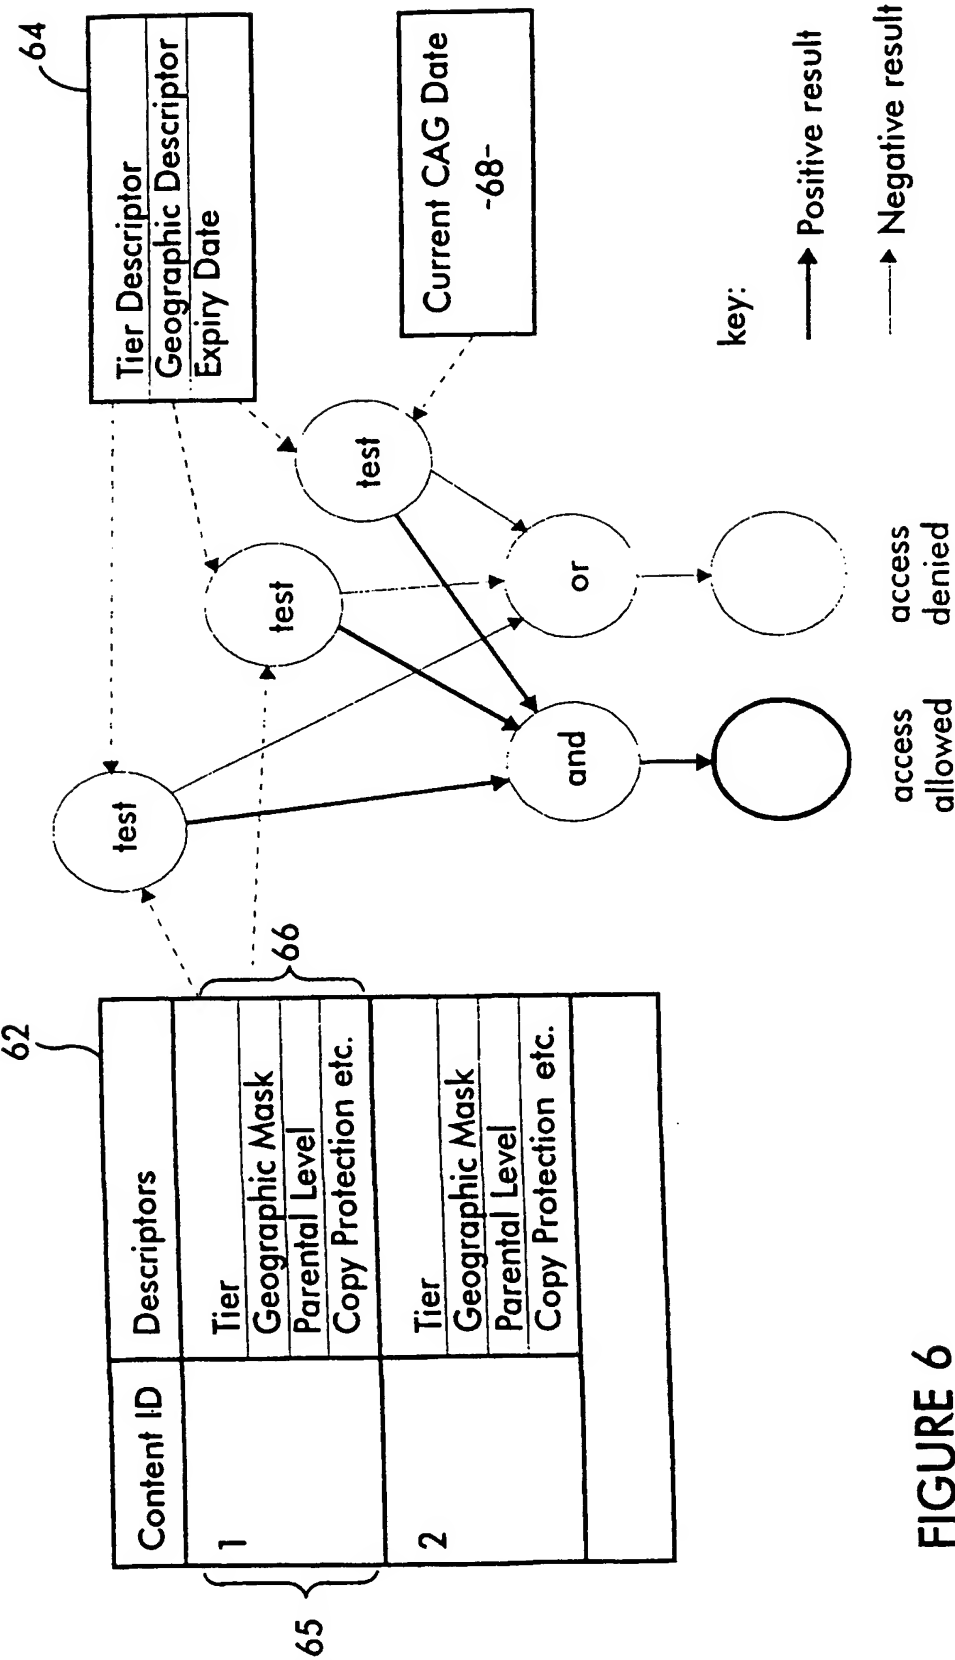 62
Content ID
Descriptors
1
Tier
Geographic Mask
Parental Level
Copy Protection etc.
2
Tier
Geographic Mask
Parental Level
Copy Protection etc.
65
66
64
Tier Descriptor
Geographic Descriptor
Expiry Date
Current CAG Date
-68-
test
test
test
and
or
access
allowed
access
denied
key:
Positive result
Negative result
FIGURE 6